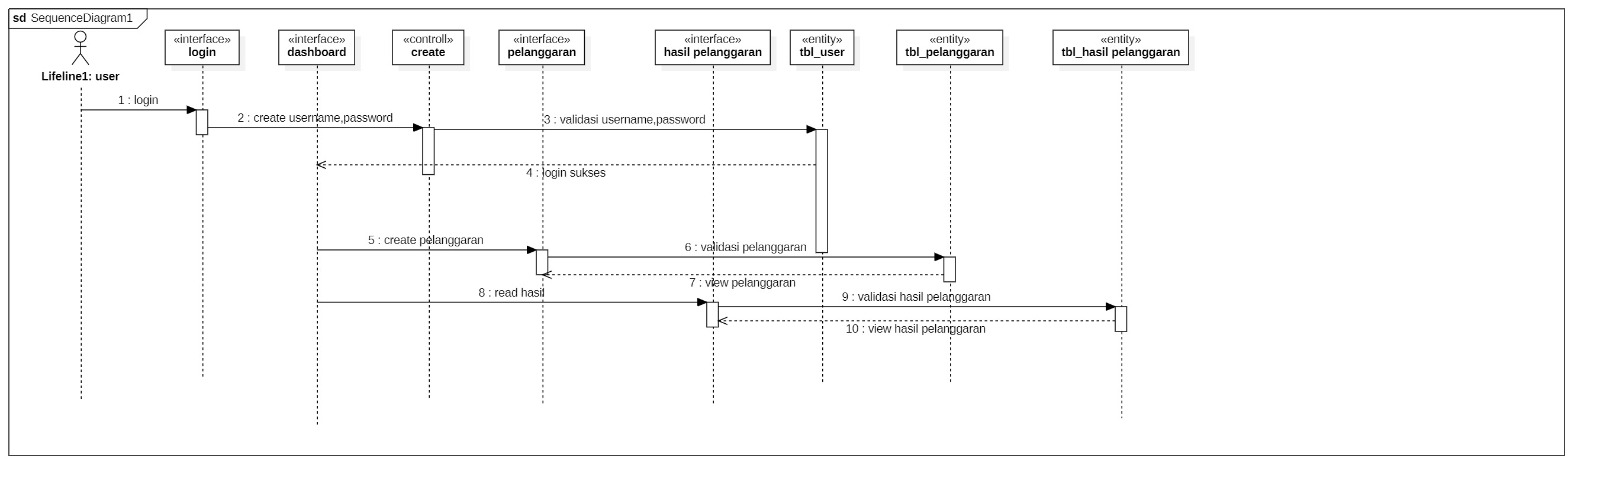 sd SequenceDiagram1
«interface»
login
«interface»
dashboard
«controll»
create
«interface»
pelanggaran
«interface»
hasil pelanggaran
«entity»
tbl_user
«entity»
tbl_pelanggaran
«entity»
tbl_hasil pelanggaran
Lifeline1: user
1 : login
2 : create username,password
3 : validasi username,password
4 : login sukses
5 : create pelanggaran
6 : validasi pelanggaran
7 : view pelanggaran
8 : read hasil
9 : validasi hasil pelanggaran
10 : view hasil pelanggaran